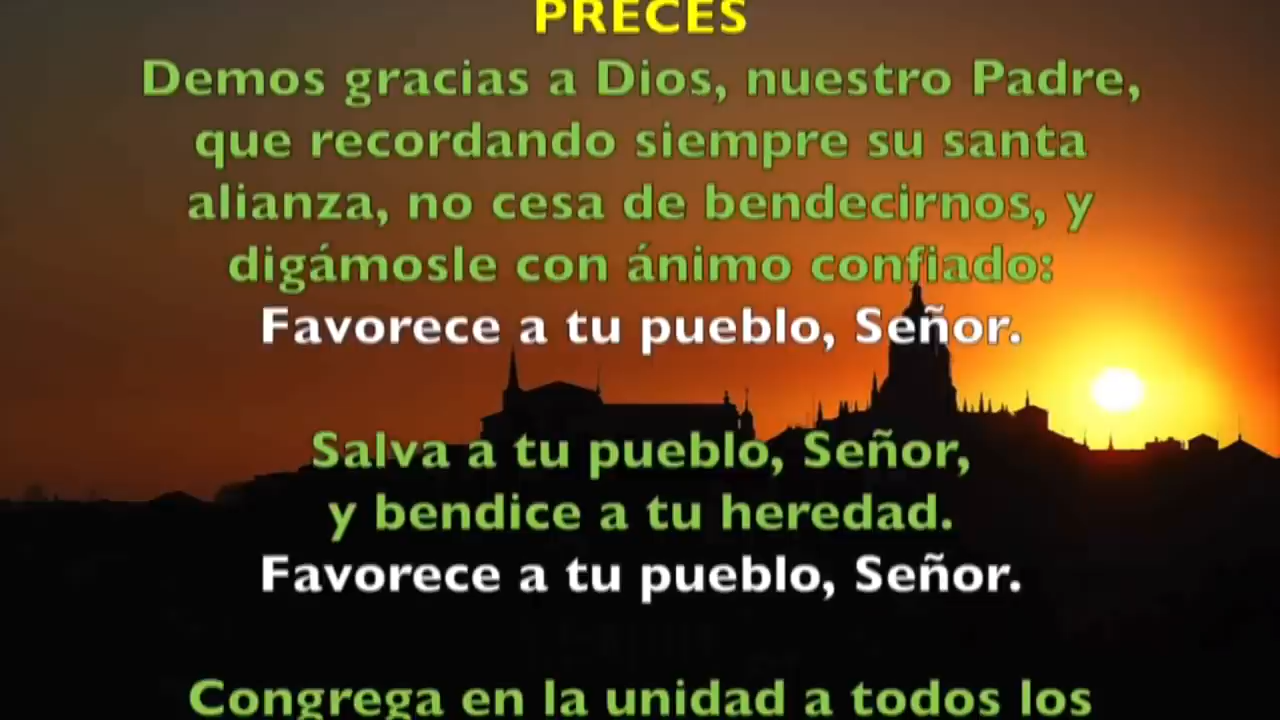 PRECES
Demos gracias a Dios, nuestro Padre,
que recordando siempre su santa
alianza, no cesa de bendecirnos, y
digámosle con ánimo confiado:
Favorece a tu pueblo, Señor.
Salva a tu pueblo, Señor,
y bendice a tu heredad.
Favorece a tu pueblo, Señor.
Congrega en la unidad a todos los